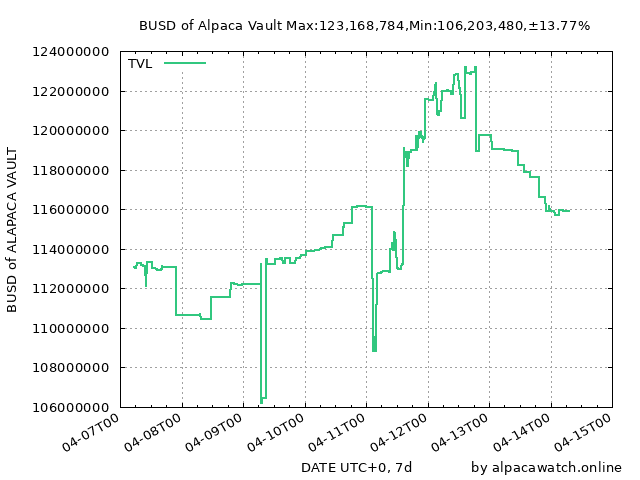 BUSD of Alpaca Vault Max:123,168,784,Min:106,203,480,±13.77%
TVL
BUSD of ALAPACA VAULT
124000000
122000000
120000000
118000000
116000000
114000000
112000000
110000000
108000000
106000000
04-07T00
04-08T00
04-09T00
04-10T00
04-11T00
04-12T00
04-13T00
04-14T00
04-15T00
DATE UTC+0, 7d
by alpacawatch.online